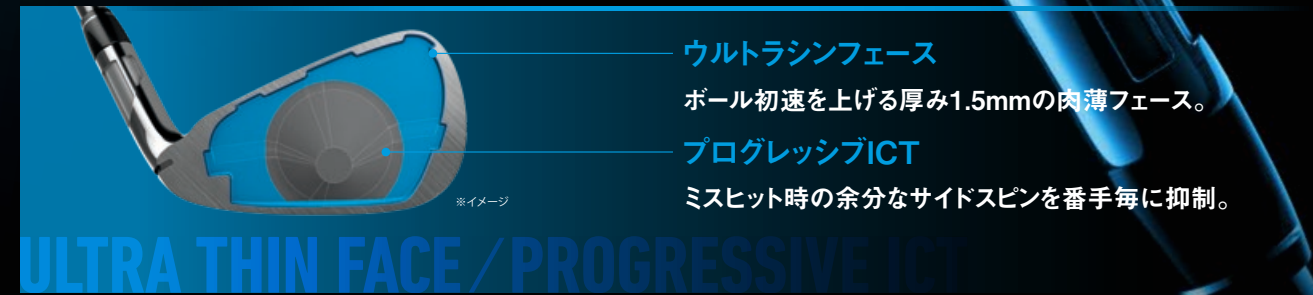 ウルトラシンフェース
ボール初速を上げる厚み1.5mmの肉薄フェース。
プログレッシブICT
ミスヒット時の余分なサイドスピンを番手毎に抑制。
※イメージ
ULTRA THIN FACE/PROGRESSIVE ICT